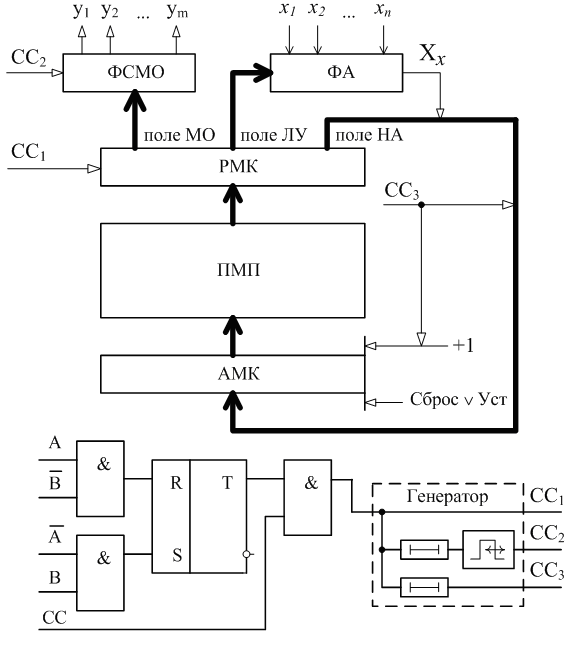 y1 y2 ... ym
x1 x2 ... xn
CC2
ФСМО
ФА
Xx
поле МО
поле ЛУ
поле НА
CC1
РМК
CC3
ПМП
+1
АМК
Сброс ∨ Уст
A
B̅
&
R T
&
Генератор
CC1
CC2
A̅
B
&
S
CC3
CC